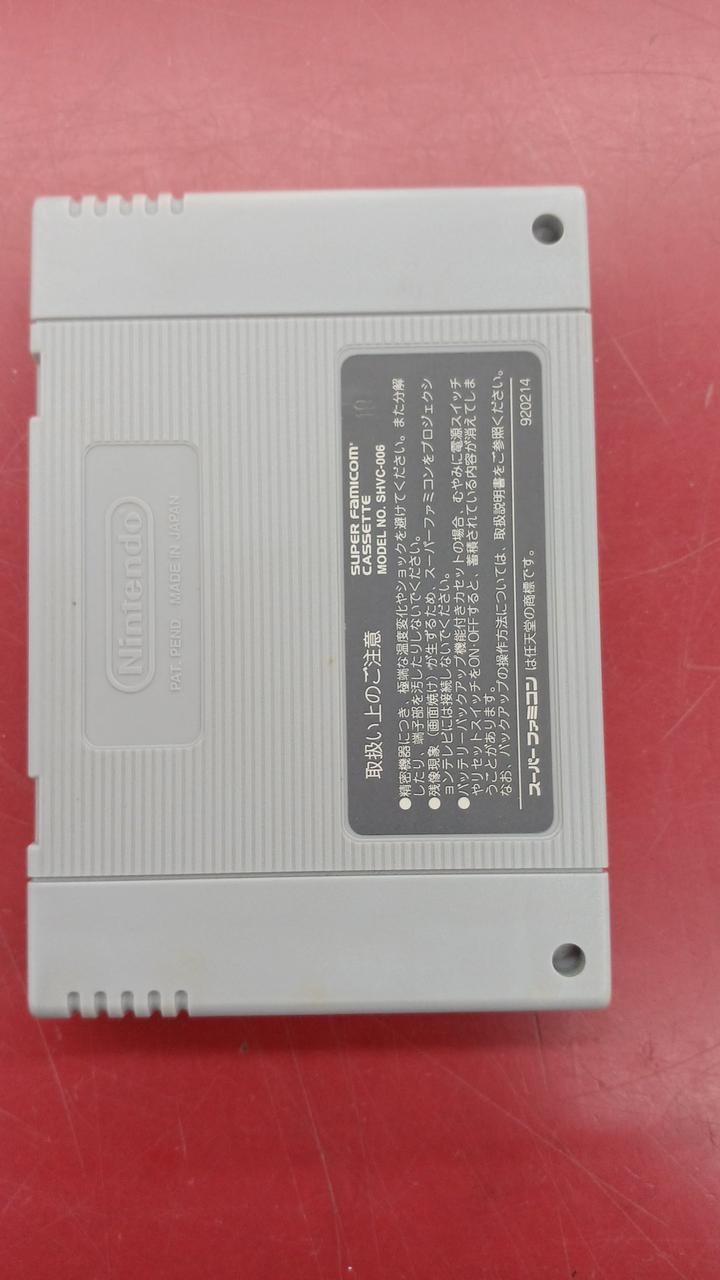 Nintendo
PAT. PEND. MADE IN JAPAN
SUPER FAMICOM
CASSETTE
取扱い上のご注意 MODEL NO. SHVC-006
●精密機器につき、極端な温度変化やショックを避けてください。また分解
したり、端子部を汚したりしないでください。
●残像現象（画面焼け）が生ずるため、スーパーファミコンをプロジェクシ
ョンテレビには接続しないでください。
●バッテリーバックアップ機能付きカセットの場合、むやみに電源スイッチ
やリセットスイッチをON・OFFすると、蓄積されている内容が消えてしま
うことがあります。
なお、バックアップの操作方法については、取扱説明書をご参照ください。
スーパーファミコン は任天堂の商標です。 920214